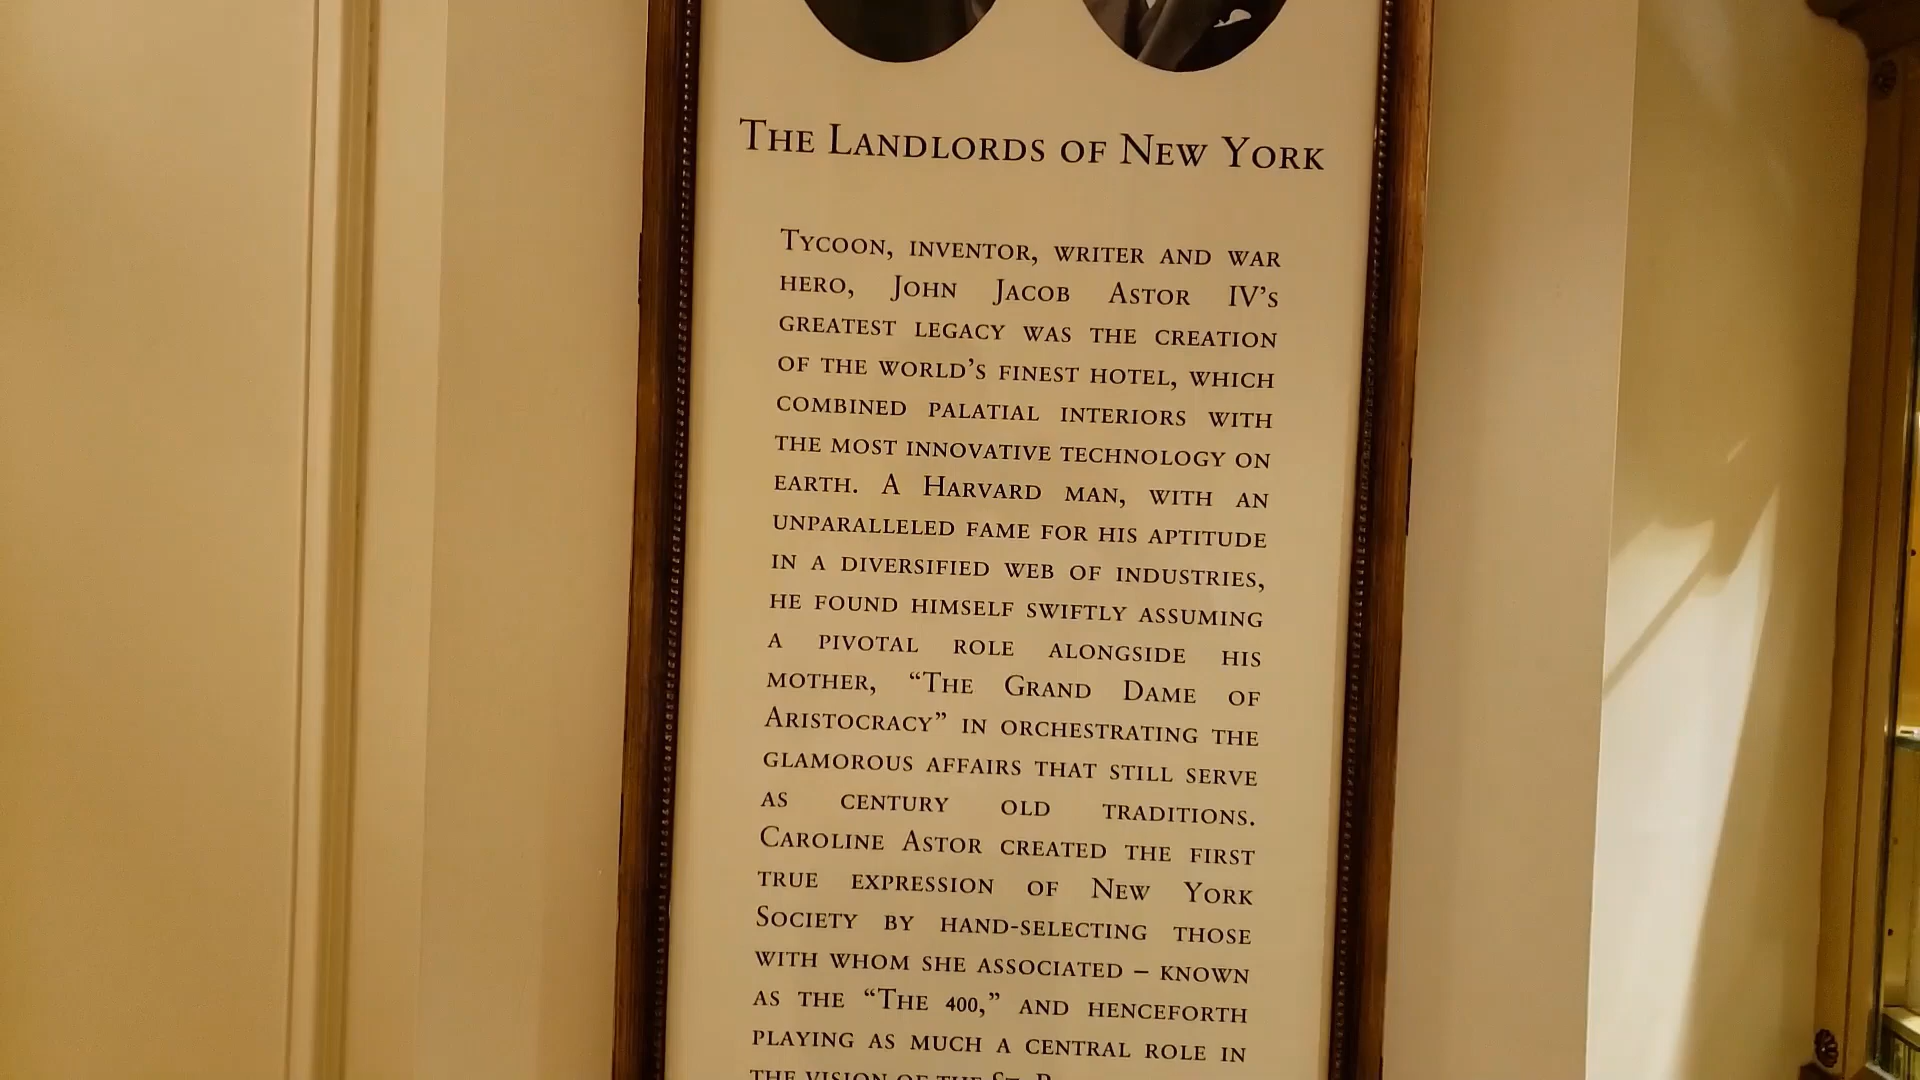 The Landlords of New York
Tycoon, inventor, writer and war
hero, John Jacob Astor IV's
greatest legacy was the creation
of the world's finest hotel, which
combined palatial interiors with
the most innovative technology on
earth. A Harvard man, with an
unparalleled fame for his aptitude
in a diversified web of industries,
he found himself swiftly assuming
a pivotal role alongside his
mother, “The Grand Dame of
Aristocracy” in orchestrating the
glamorous affairs that still serve
as century old traditions.
Caroline Astor created the first
true expression of New York
Society by hand-selecting those
with whom she associated – known
as the “The 400,” and henceforth
playing as much a central role in
the vision of the St.